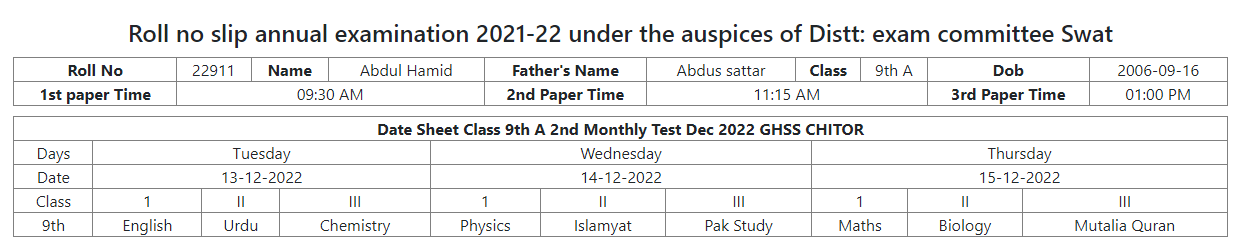 Roll no slip annual examination 2021-22 under the auspices of Distt: exam committee Swat
Roll No 22911 Name Abdul Hamid Father's Name Abdus sattar Class 9th A Dob 2006-09-16
1st paper Time 09:30 AM 2nd Paper Time 11:15 AM 3rd Paper Time 01:00 PM
Date Sheet Class 9th A 2nd Monthly Test Dec 2022 GHSS CHITOR
Days Tuesday Wednesday Thursday
Date 13-12-2022 14-12-2022 15-12-2022
Class 1 II III 1 II III 1 II III
9th English Urdu Chemistry Physics Islamyat Pak Study Maths Biology Mutalia Quran